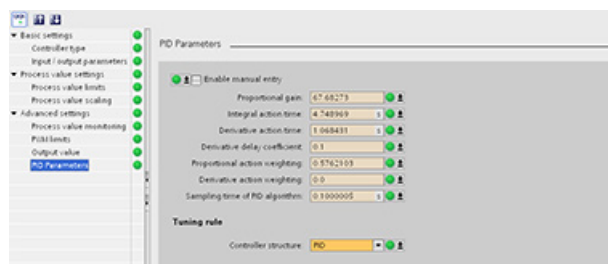 Basic settings
Controller type
Input / output parameters
Process value settings
Process value limits
Process value scaling
Advanced settings
Process value monitoring
PWM limits
Output value
PID Parameters
PID Parameters
Enable manual entry
Proportional gain: 67.68273
Integral action time: 4.748969 s
Derivative action time: 1.068431 s
Derivative delay coefficient: 0.1
Proportional action weighting: 0.5762103
Derivative action weighting: 0.0
Sampling time of PID algorithm: 0.1000005 s
Tuning rule
Controller structure: PID